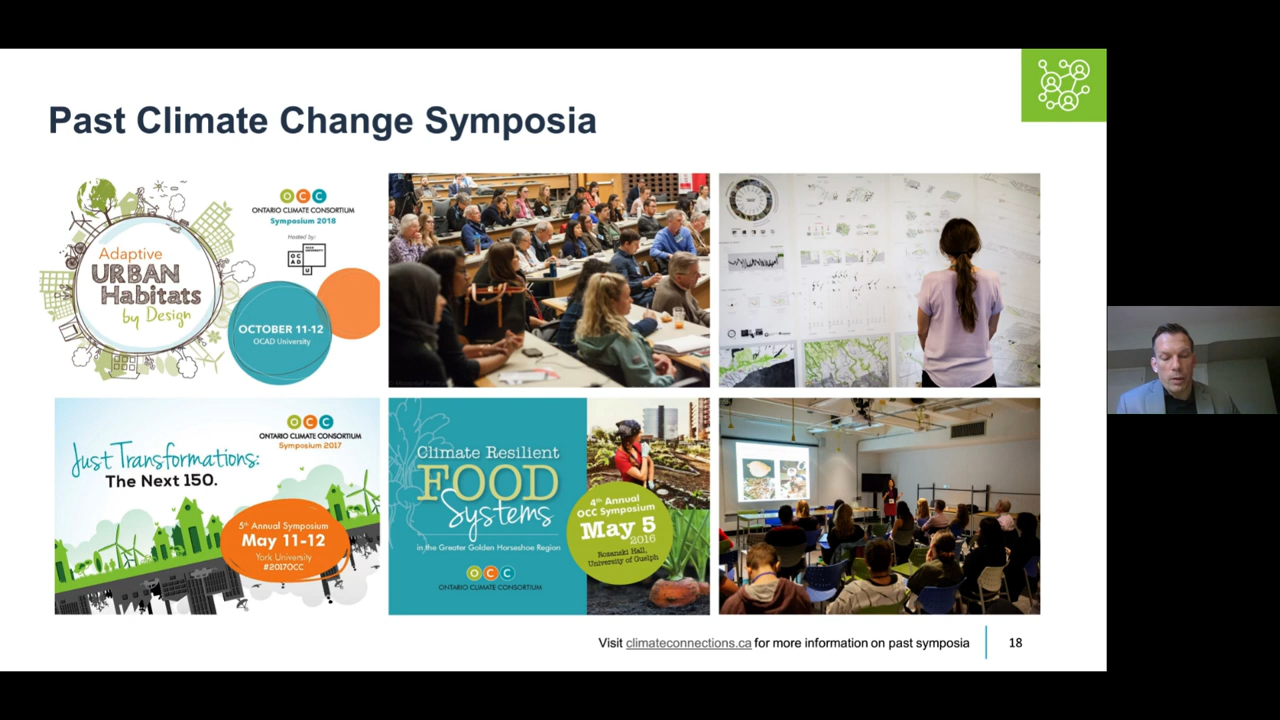 Past Climate Change Symposia
Adaptive
URBAN
Habitats
by Design
OCC
ONTARIO CLIMATE CONSORTIUM
Symposium 2018
Hosted by:
OCAD
U
OCTOBER 11-12
OCAD University
Just Transformations:
The Next 150.
OCC
ONTARIO CLIMATE CONSORTIUM
Symposium 2017
5th Annual Symposium
May 11-12
York University
#2017OCC
Climate Resilient
FOOD
Systems
in the Greater Golden Horseshoe Region
OCC
ONTARIO CLIMATE CONSORTIUM
4th Annual
OCC Symposium
May 5
2016
Rozanski Hall,
University of Guelph
Visit climateconnections.ca for more information on past symposia
18